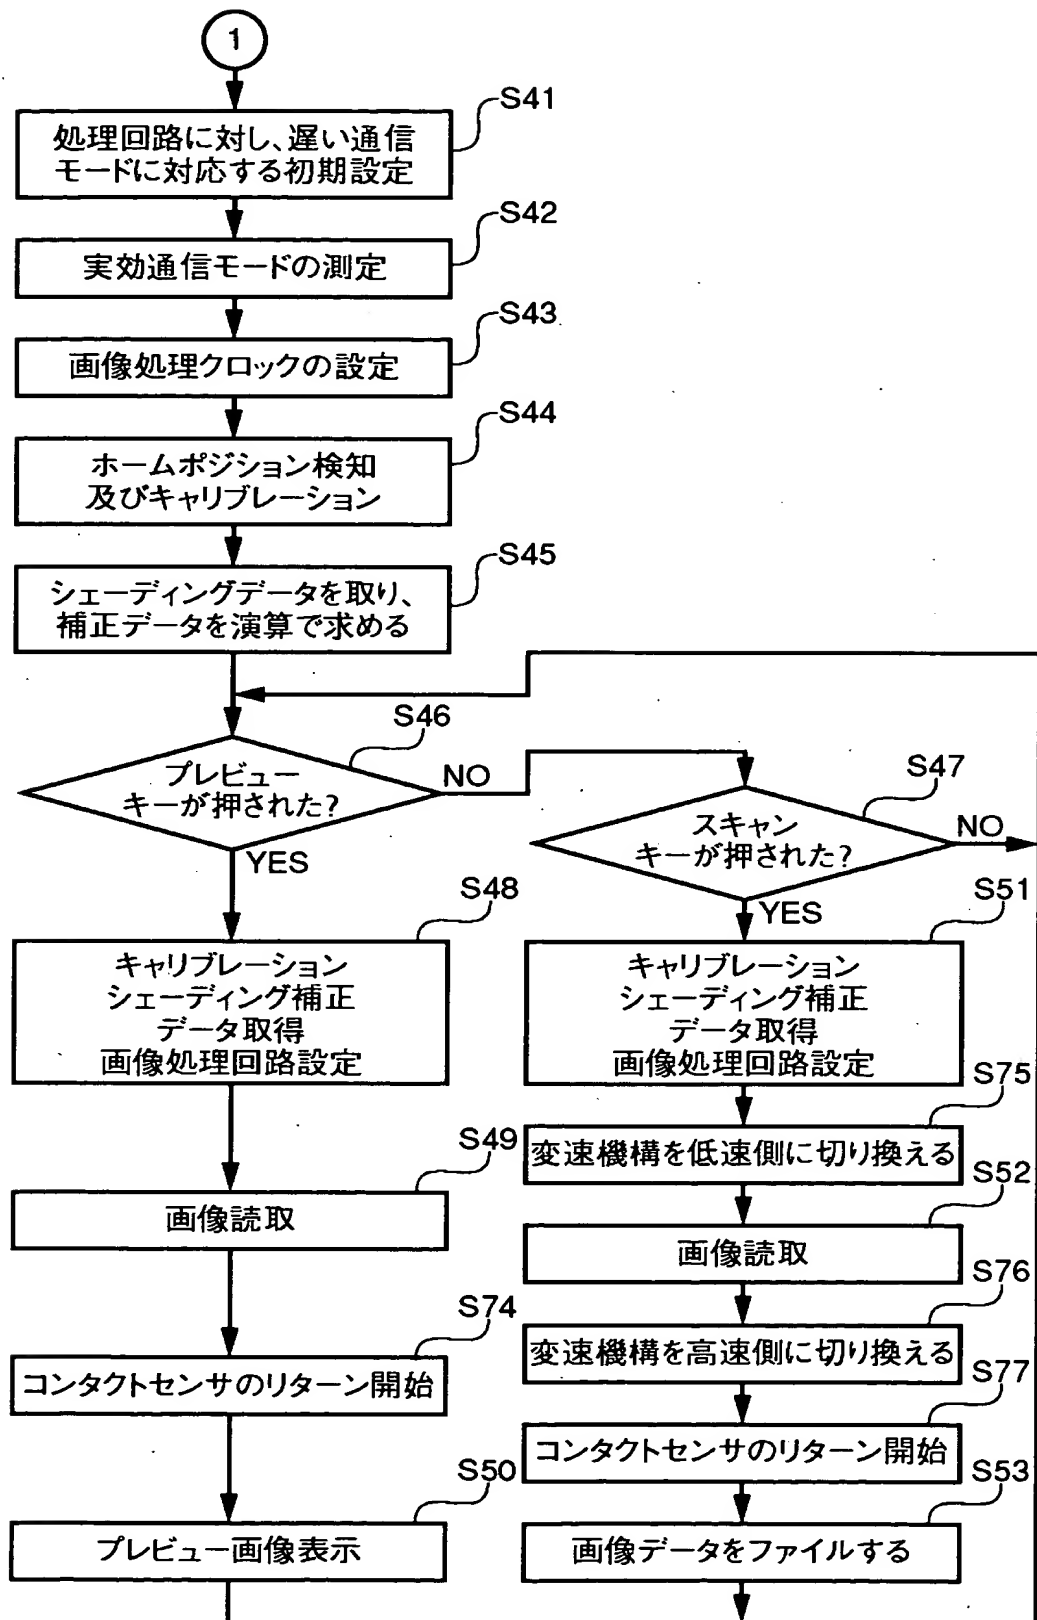 1
S41
処理回路に対し、遅い通信
モードに対応する初期設定
S42
実効通信モードの測定
S43
画像処理クロックの設定
S44
ホームポジション検知
及びキャリブレーション
S45
シェーディングデータを取り、
補正データを演算で求める
S46
プレビュー
キーが押された?
NO
YES
S47
スキャン
キーが押された?
NO
YES
S48
キャリブレーション
シェーディング補正
データ取得
画像処理回路設定
S49
画像読取
S74
コンタクトセンサのリターン開始
S50
プレビュー画像表示
S51
キャリブレーション
シェーディング補正
データ取得
画像処理回路設定
S75
変速機構を低速側に切り換える
S52
画像読取
S76
変速機構を高速側に切り換える
S77
コンタクトセンサのリターン開始
S53
画像データをファイルする